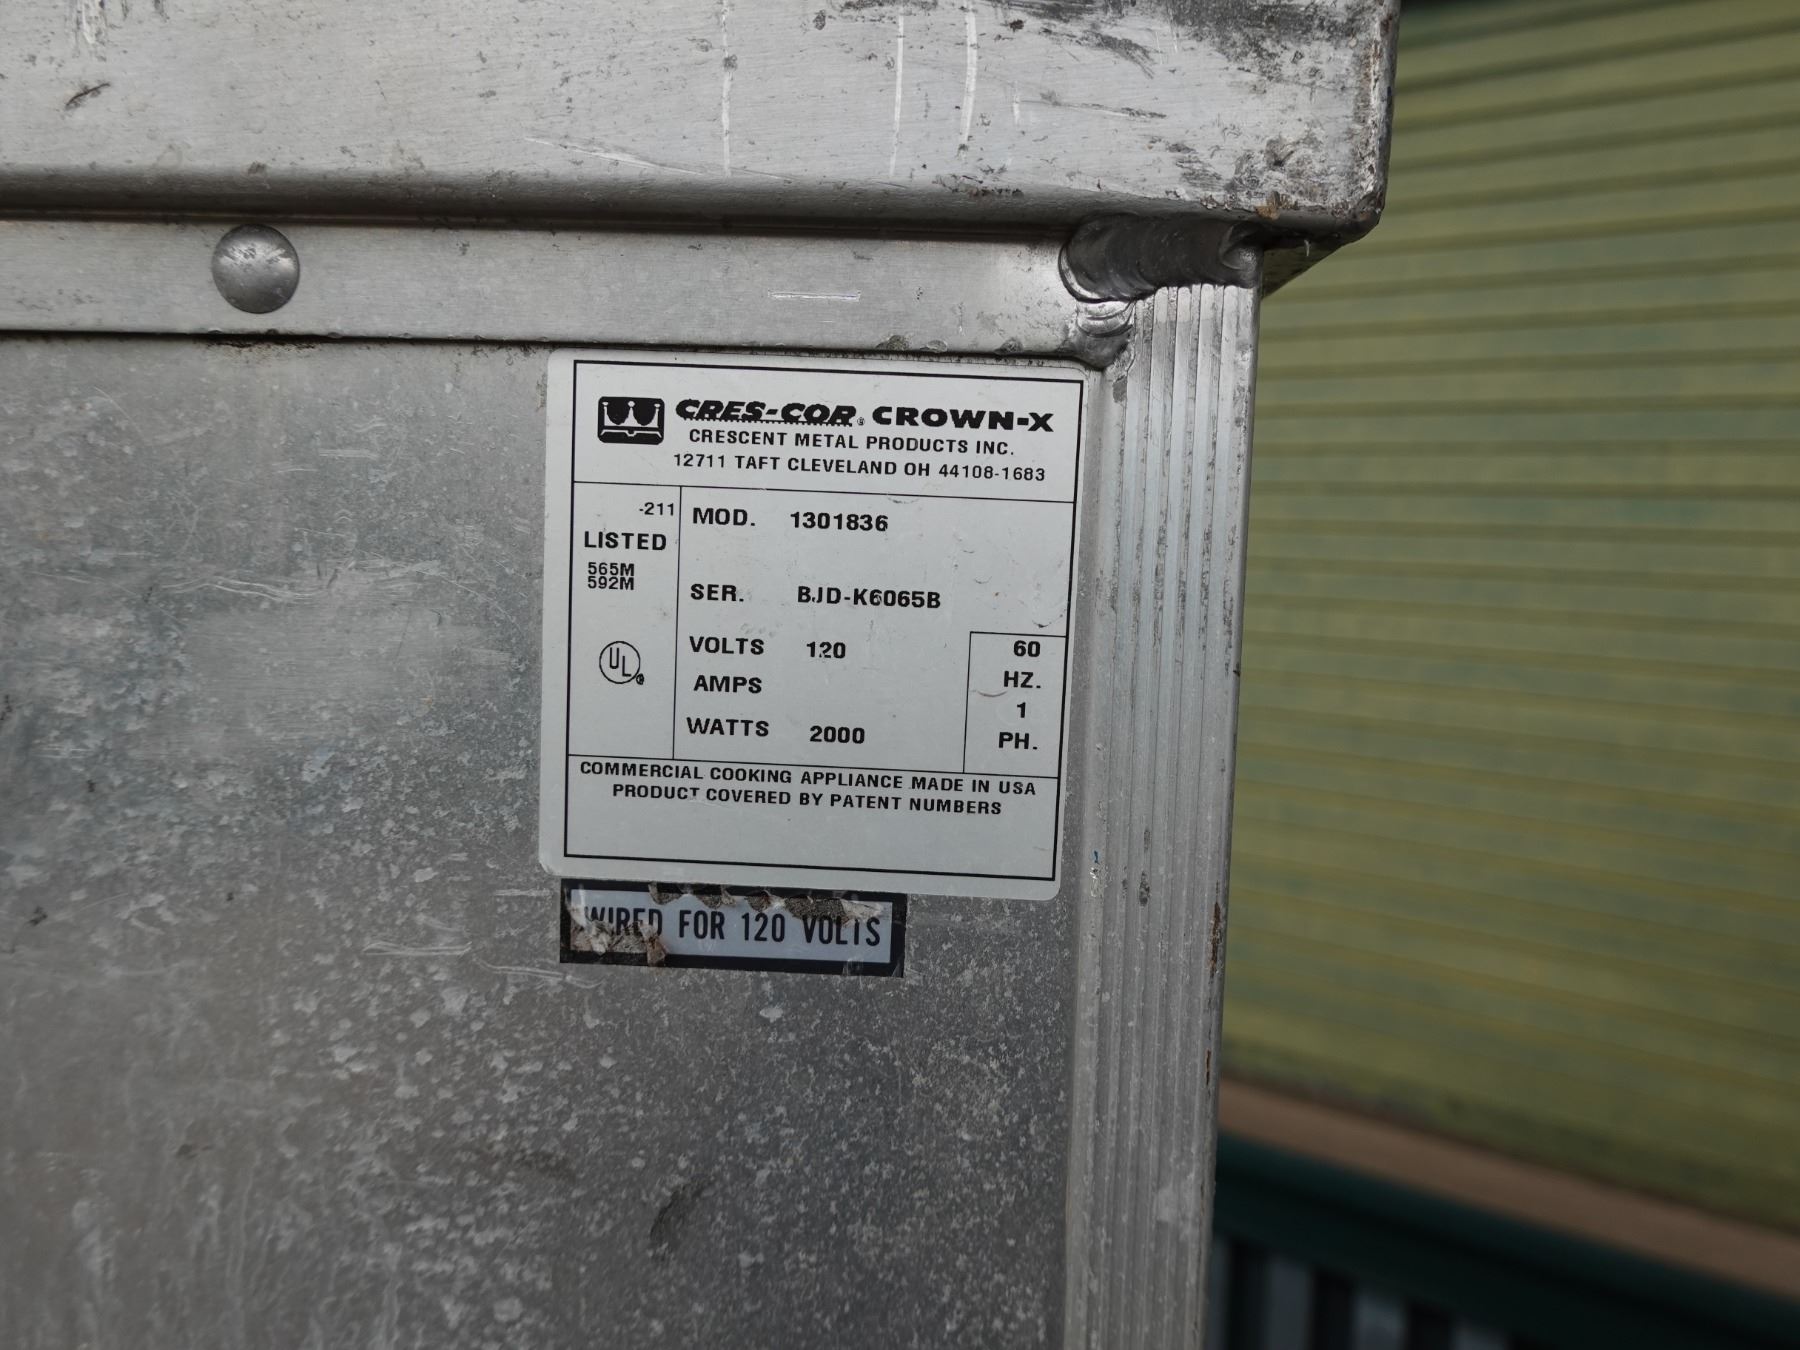 CRES-COR® CROWN-X
CRESCENT METAL PRODUCTS INC.
12711 TAFT CLEVELAND OH 44108-1683
-211
LISTED
565M
592M
UL®
MOD. 1301836
SER. BJD-K6065B
VOLTS 120
AMPS
WATTS 2000
60
HZ.
1
PH.
COMMERCIAL COOKING APPLIANCE MADE IN USA
PRODUCT COVERED BY PATENT NUMBERS
WIRED FOR 120 VOLTS